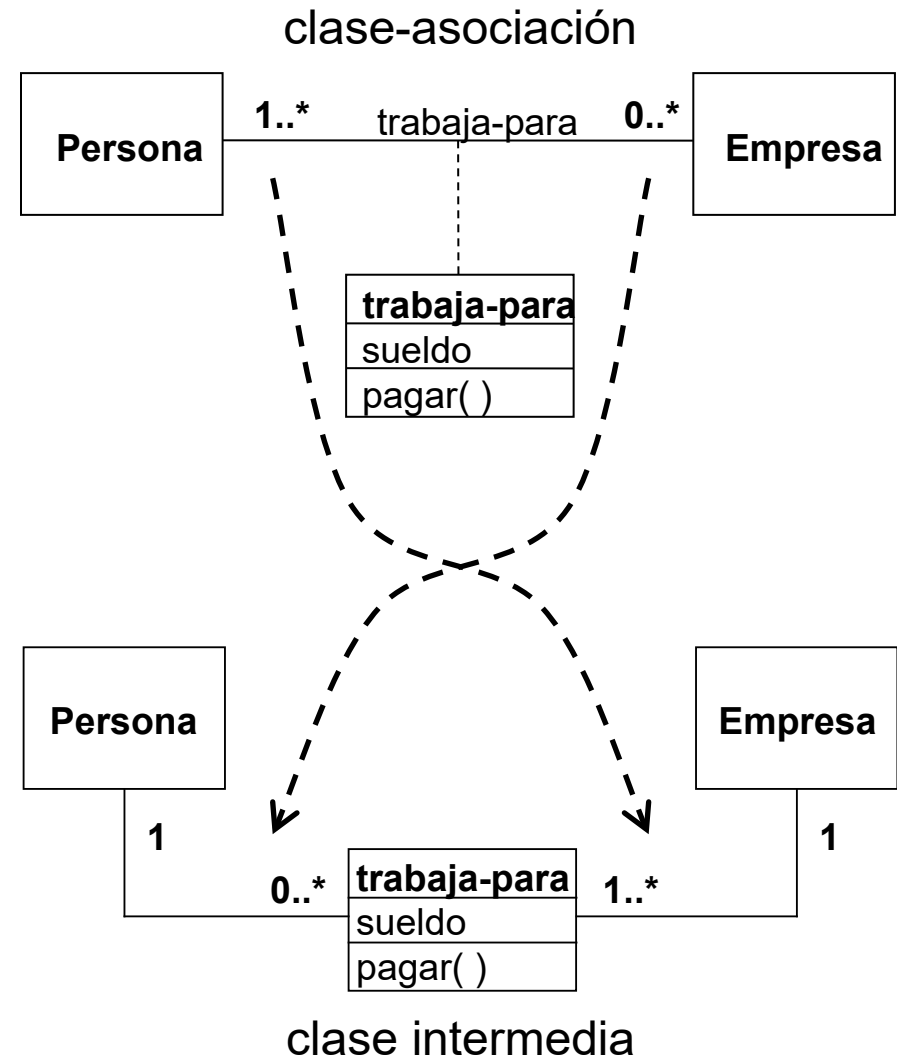 clase-asociación
1..* trabaja-para 0..*
Persona Empresa
trabaja-para
sueldo
pagar( )
Persona Empresa
1 1
0..* trabaja-para 1..*
sueldo
pagar( )
clase intermedia